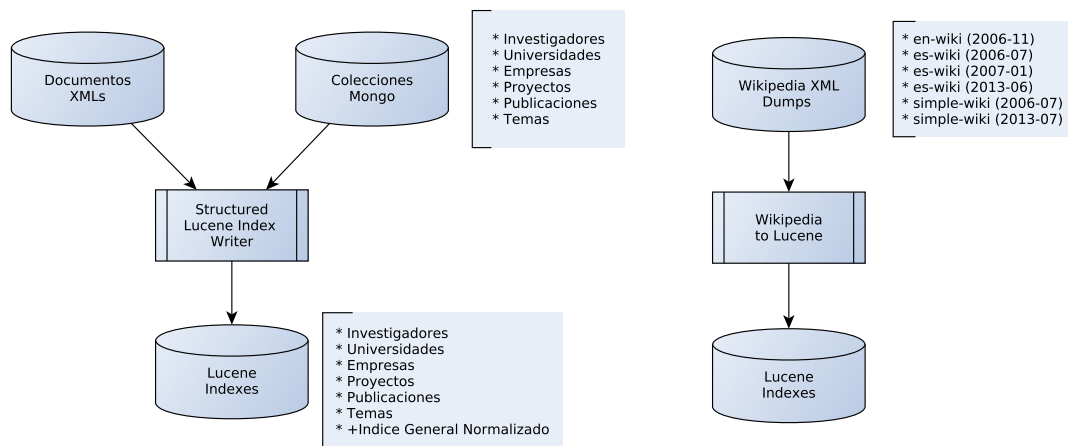 Documentos
XMLs
Colecciones
Mongo
* Investigadores
* Universidades
* Empresas
* Proyectos
* Publicaciones
* Temas
Structured
Lucene Index
Writer
Lucene
Indexes
* Investigadores
* Universidades
* Empresas
* Proyectos
* Publicaciones
* Temas
* +Indice General Normalizado
Wikipedia XML
Dumps
* en-wiki (2006-11)
* es-wiki (2006-07)
* es-wiki (2007-01)
* es-wiki (2013-06)
* simple-wiki (2006-07)
* simple-wiki (2013-07)
Wikipedia
to Lucene
Lucene
Indexes